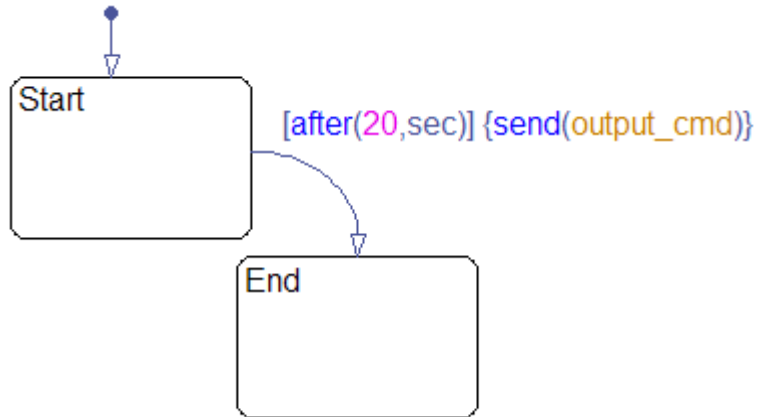 Start
[after(20,sec)] {send(output_cmd)}
End